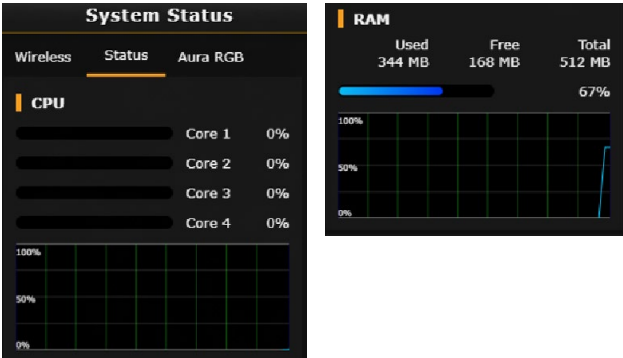 System Status
Wireless Status Aura RGB
CPU
Core 1 0%
Core 2 0%
Core 3 0%
Core 4 0%
100%
50%
0%
RAM
Used Free Total
344 MB 168 MB 512 MB
67%
100%
50%
0%